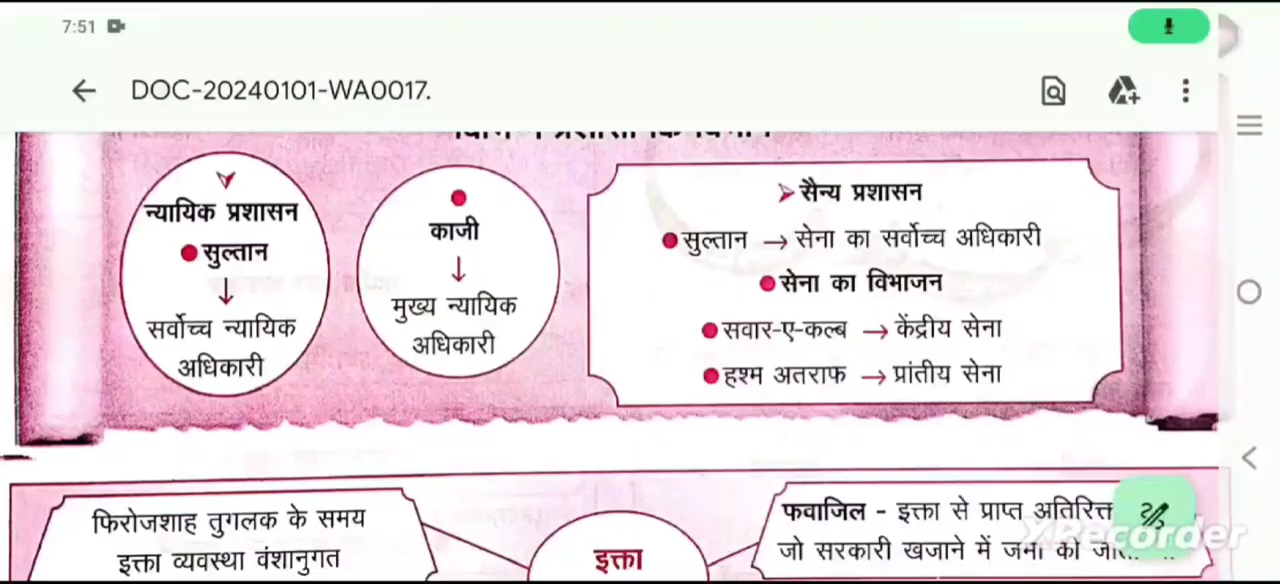 7:51
DOC-20240101-WA0017.
न्यायिक प्रशासन
सुल्तान
↓
सर्वोच्च न्यायिक
अधिकारी
काजी
↓
मुख्य न्यायिक
अधिकारी
सैन्य प्रशासन
सुल्तान → सेना का सर्वोच्च अधिकारी
सेना का विभाजन
सवार-ए-कल्ब → केंद्रीय सेना
हश्म अतराफ → प्रांतीय सेना
फिरोजशाह तुगलक के समय
इक्ता व्यवस्था वंशानुगत
इक्ता
फवाजिल - इक्ता से प्राप्त अतिरिक्त
जो सरकारी खजाने में जमा की
XRecorder